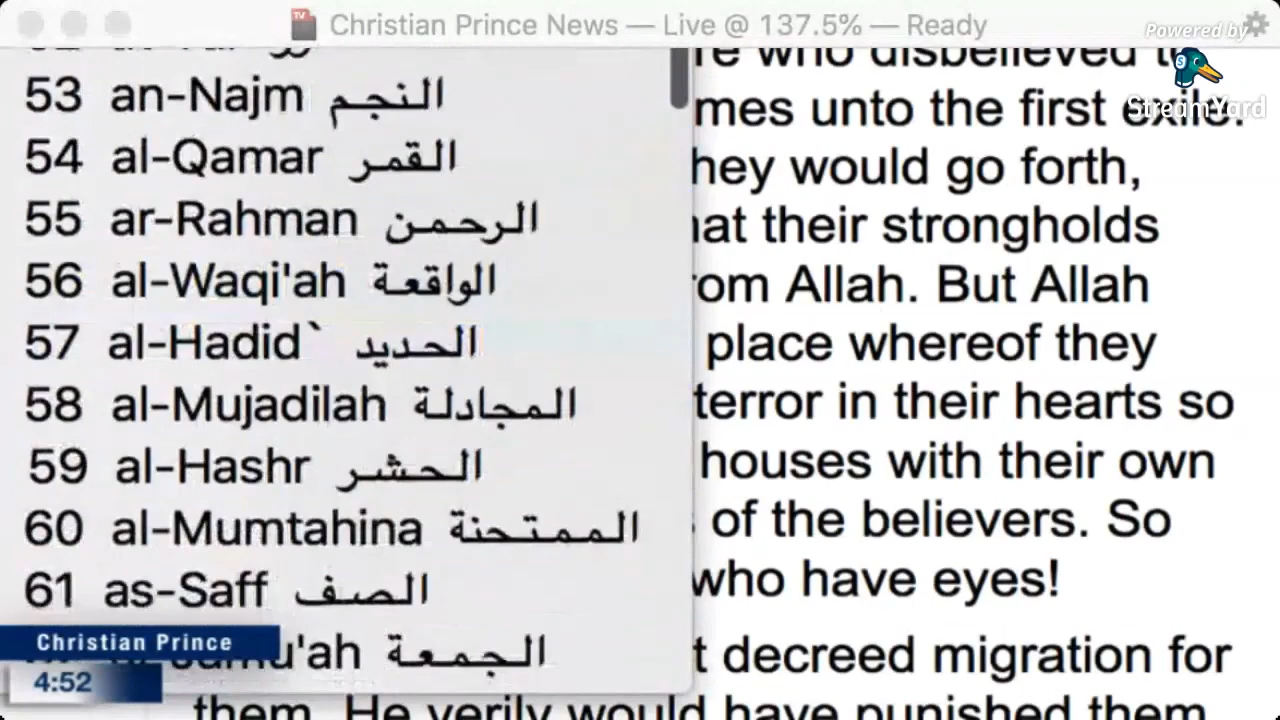 Christian Prince News — Live @ 137.5% — Ready
Powered by
StreamYard
53 an-Najm النجم
54 al-Qamar القمر
55 ar-Rahman الرحمن
56 al-Waqi'ah الواقعة
57 al-Hadid` الحديد
58 al-Mujadilah المجادلة
59 al-Hashr الحشر
60 al-Mumtahina الممتحنة
61 as-Saff الصف
الجمعة
who disbelieved
unto the first exile.
would go forth,
their strongholds
Allah. But Allah
place whereof they
terror in their hearts so
houses with their own
of the believers. So
who have eyes!
decreed migration for
them. He verily would have punished them
Christian Prince
4:52